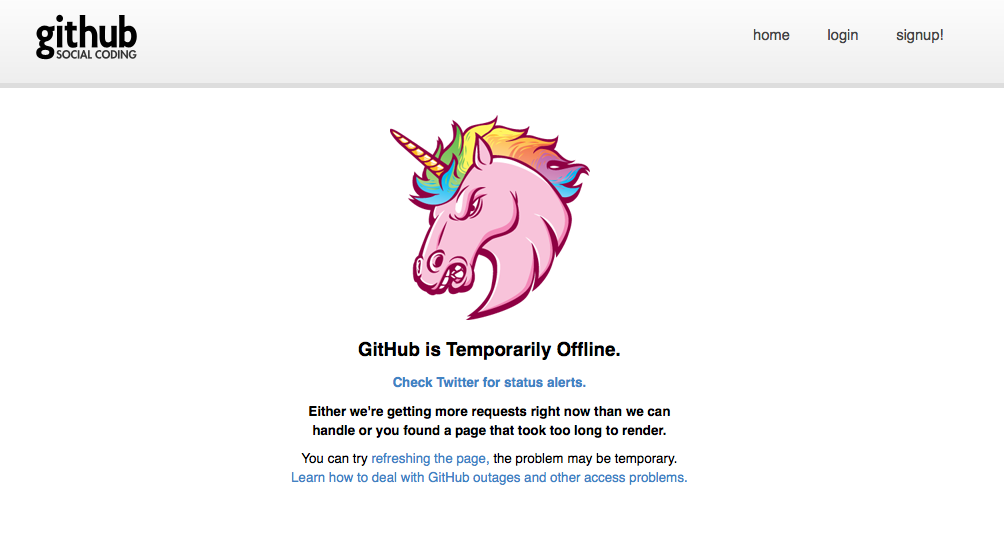 github
SOCIAL CODING
home login signup!
GitHub is Temporarily Offline.
Check Twitter for status alerts.
Either we're getting more requests right now than we can
handle or you found a page that took too long to render.
You can try refreshing the page, the problem may be temporary.
Learn how to deal with GitHub outages and other access problems.